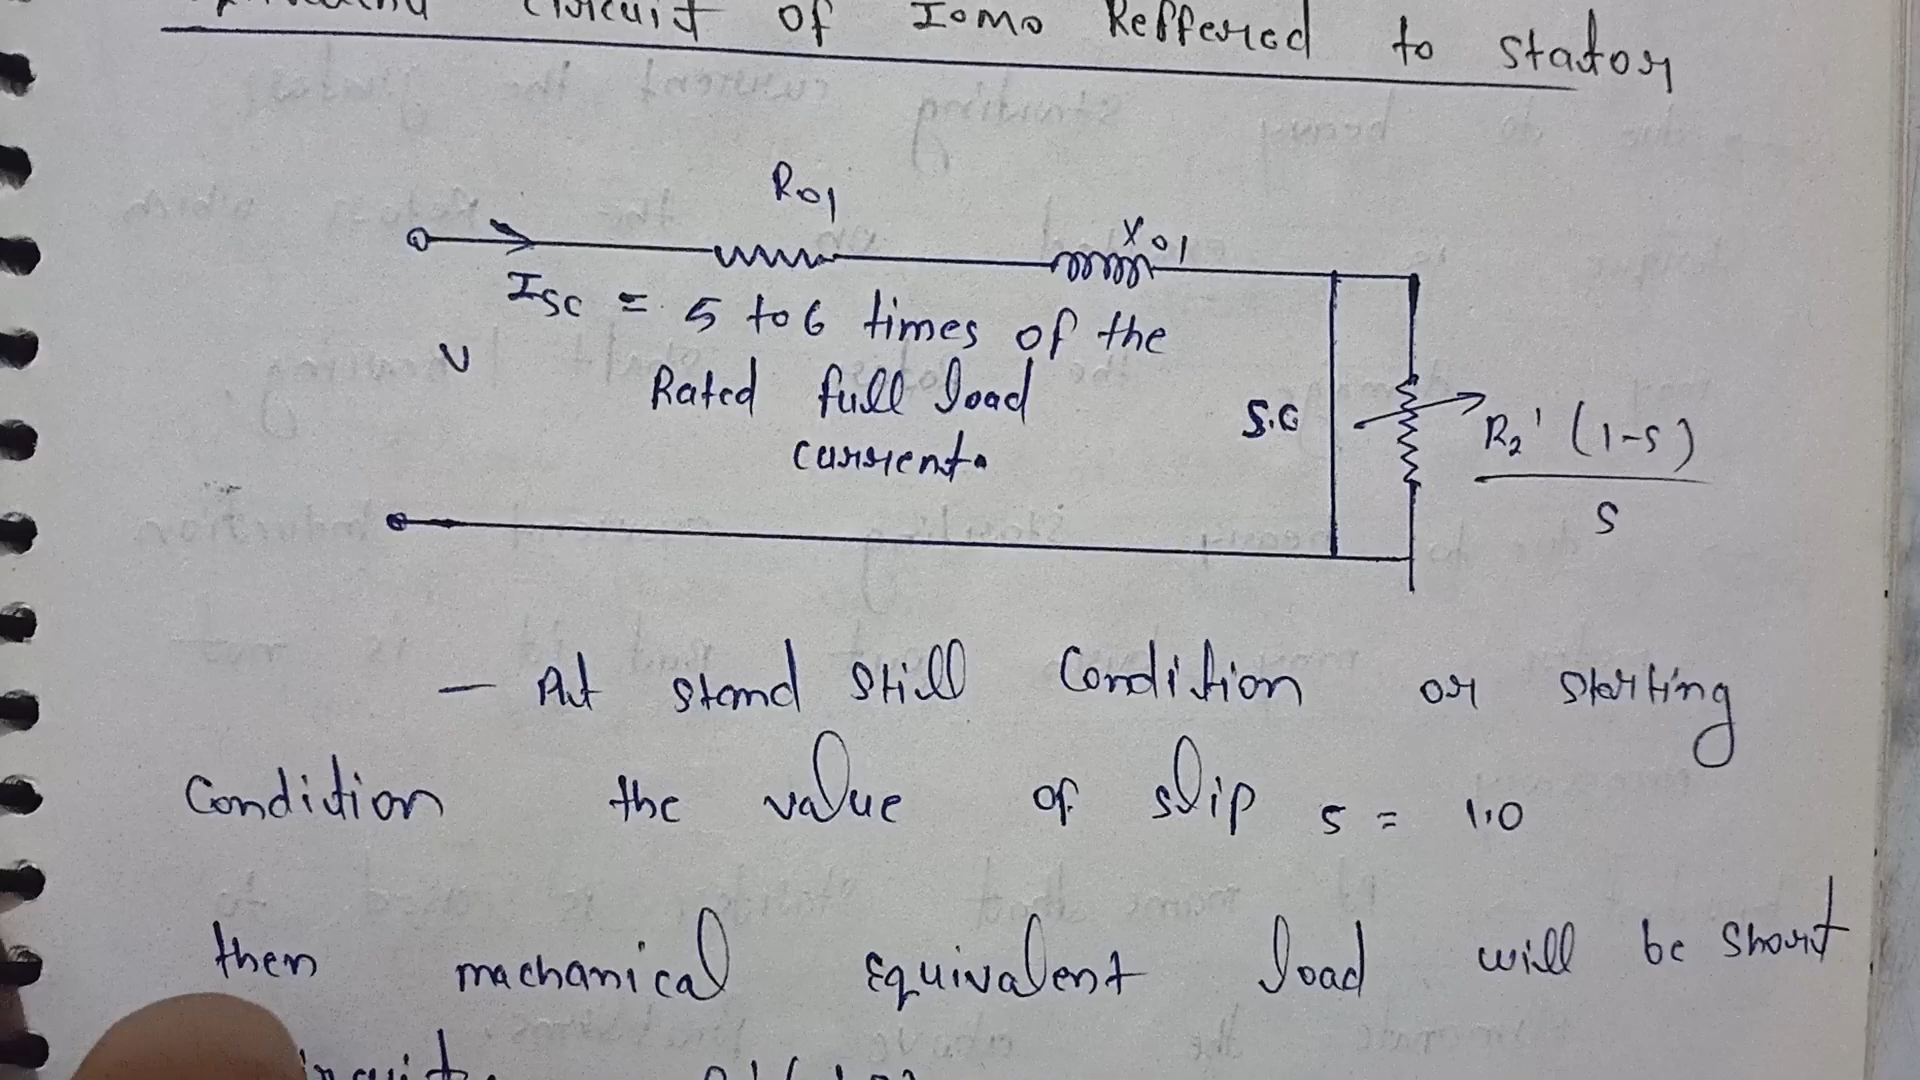 circuit of IoMo Reffered to stator
R01
X01
Isc = 5 to 6 times of the
V
Rated full load
current.
S.C
R2' (1-s)
s
- At stand still Condition or starting
Condition the value of slip s = 1.0
then machanical Equivalent load will be short